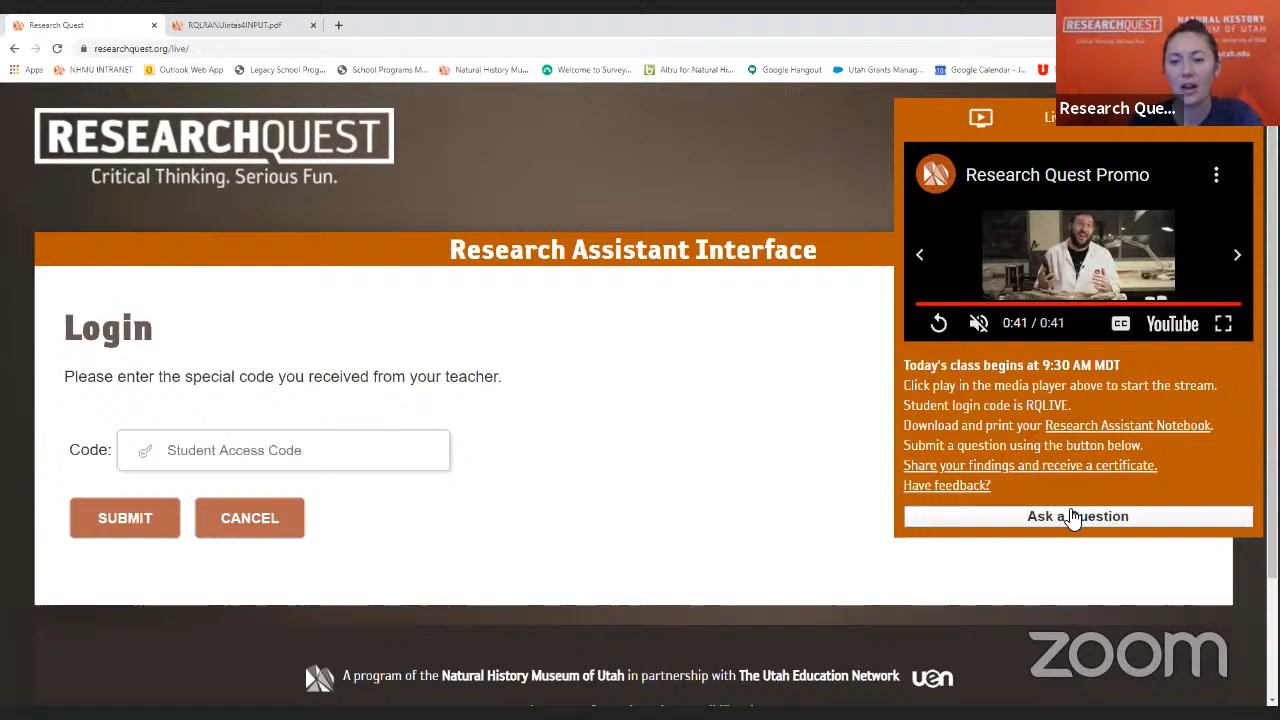 Research Quest
RQLRANUintas4INPUT.pdf
researchquest.org/live/
Apps
NHMU INTRANET
Outlook Web App
Legacy School Prog...
School Programs M...
Natural History Mu...
Welcome to Survey...
Altru for Natural Hi...
Google Hangout
Utah Grants Manag...
Google Calendar - J...
RESEARCHQUEST
NATURAL HISTORY
Research Que...
RESEARCHQUEST
Critical Thinking. Serious Fun.
Research Quest Promo
0:41 / 0:41
CC
YouTube
Research Assistant Interface
Login
Please enter the special code you received from your teacher.
Code:
Student Access Code
SUBMIT
CANCEL
Today's class begins at 9:30 AM MDT
Click play in the media player above to start the stream.
Student login code is RQLIVE.
Download and print your Research Assistant Notebook.
Submit a question using the button below.
Share your findings and receive a certificate.
Have feedback?
Ask a question
zoom
A program of the Natural History Museum of Utah in partnership with The Utah Education Network uen